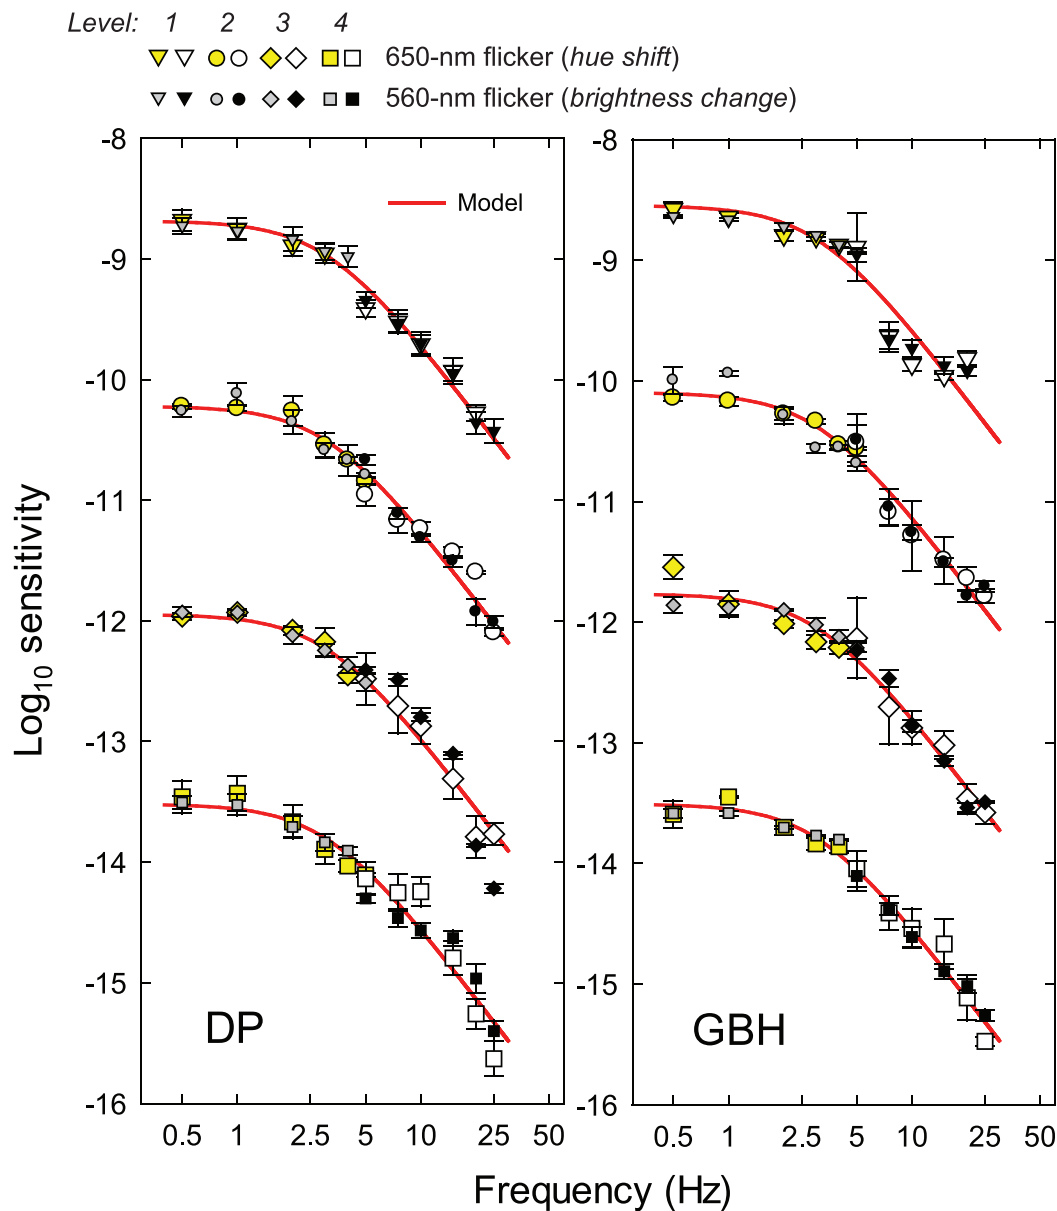 Level: 1 2 3 4
650-nm flicker (hue shift)
560-nm flicker (brightness change)
-8
-9
-10
-11
-12
-13
-14
-15
-16
Model
DP
0.5 1 2.5 5 10 25 50
-8
-9
-10
-11
-12
-13
-14
-15
-16
GBH
0.5 1 2.5 5 10 25 50
Log10 sensitivity
Frequency (Hz)